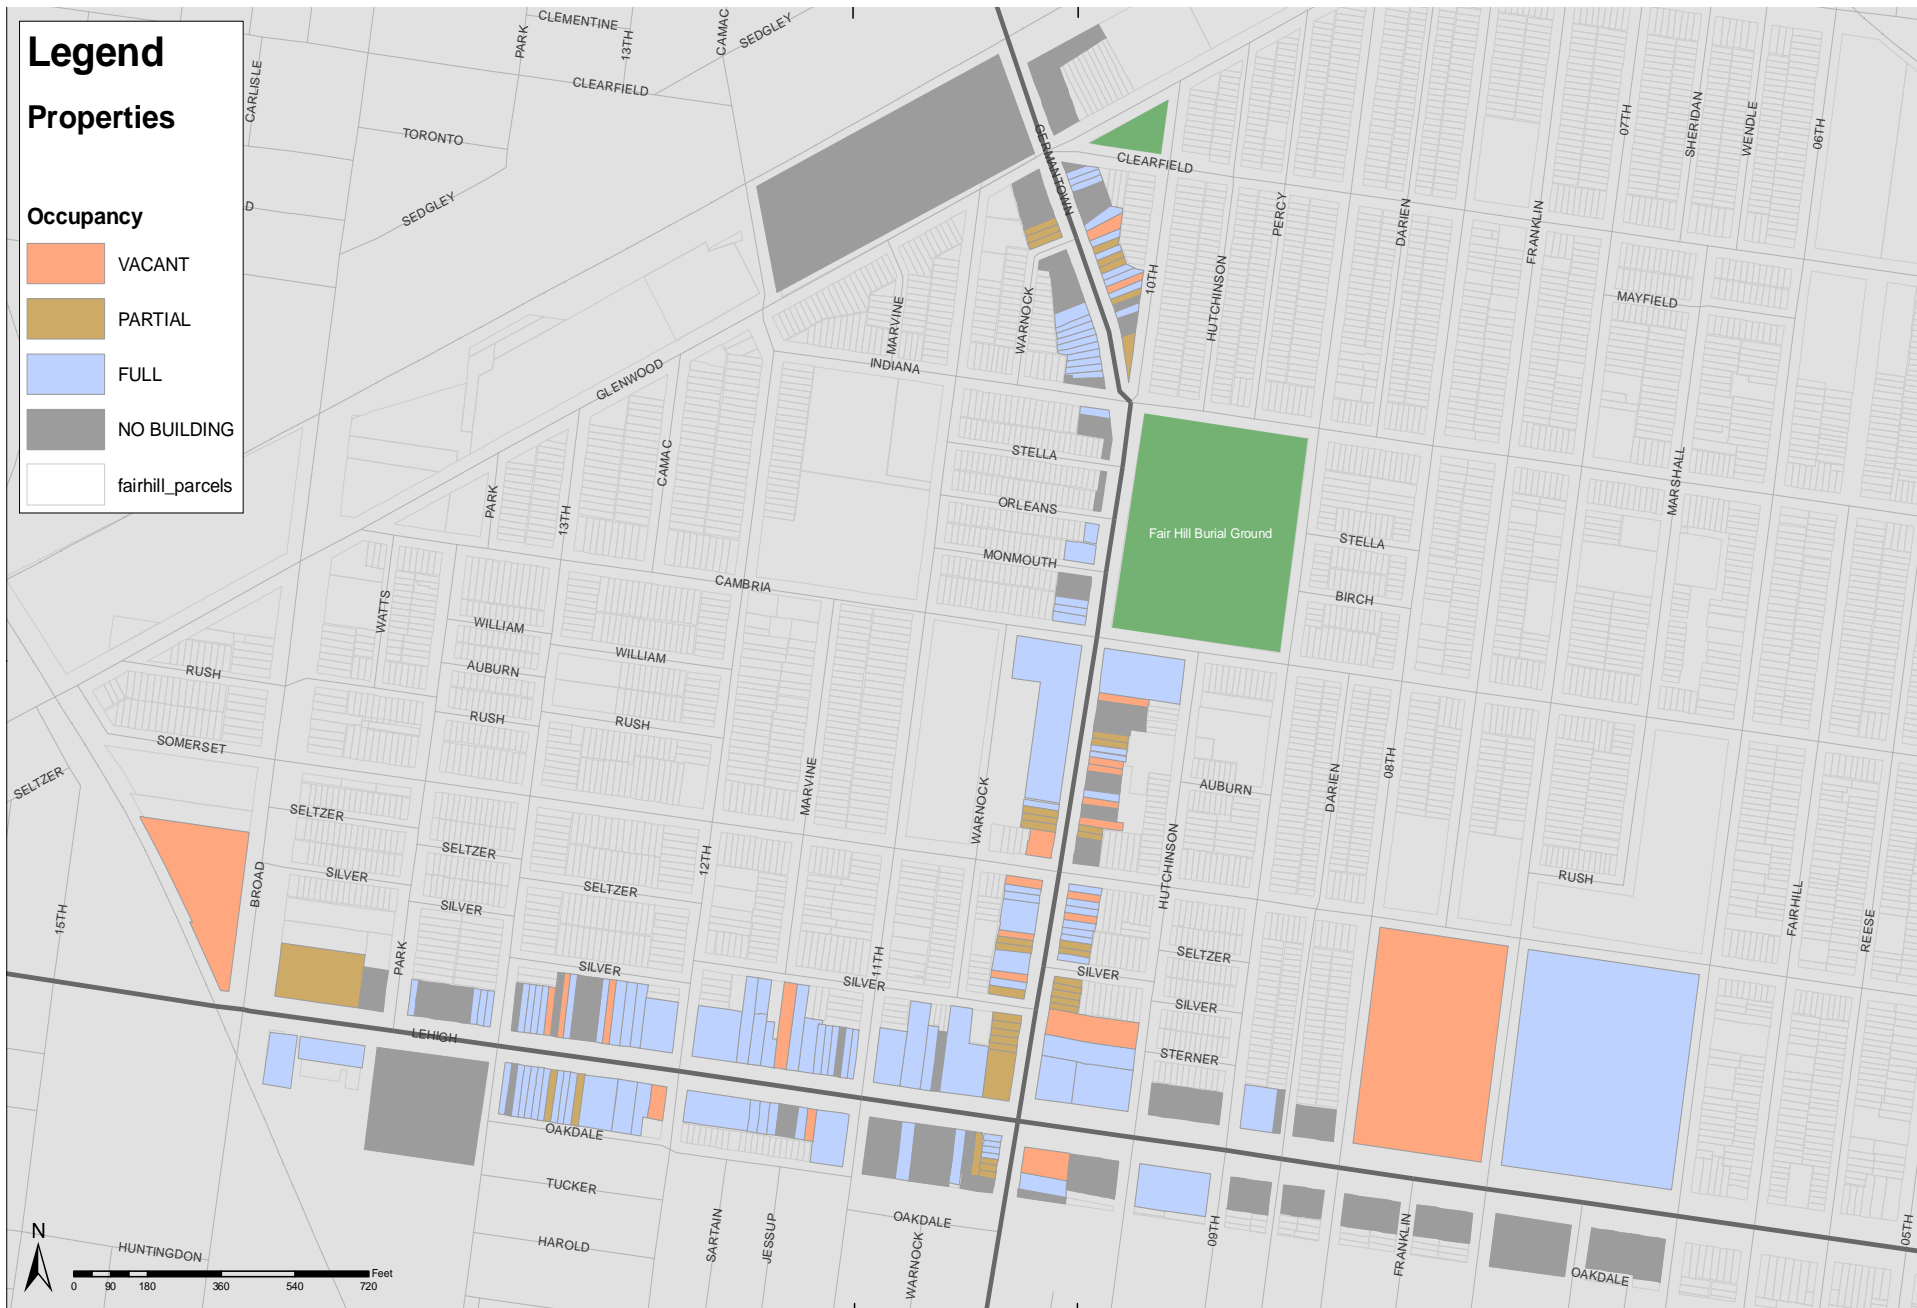 Legend
Properties
Occupancy
VACANT
PARTIAL
FULL
NO BUILDING
fairhill_parcels
CLEMENTINE
PARK
13TH
CAMAC
SEDGLEY
CLEARFIELD
CARLISLE
TORONTO
SEDGLEY
D
GERMANTOWN
CLEARFIELD
07TH
SHERIDAN
WENDLE
06TH
PERCY
DARIEN
FRANKLIN
10TH
HUTCHINSON
MAYFIELD
MARVINE
WARNOCK
INDIANA
GLENWOOD
CAMAC
PARK
13TH
STELLA
ORLEANS
MONMOUTH
Fair Hill Burial Ground
STELLA
BIRCH
MARSHALL
CAMBRIA
WATTS
WILLIAM
WILLIAM
AUBURN
RUSH
RUSH
RUSH
SOMERSET
SELTZER
SELTZER
SELTZER
SELTZER
MARVINE
WARNOCK
AUBURN
DARIEN
08TH
HUTCHINSON
12TH
BROAD
SILVER
SILVER
SILVER
SILVER
SILVER
SILVER
15TH
PARK
11TH
SELTZER
STERNER
RUSH
FAIRHILL
REESE
LEHIGH
OAKDALE
TUCKER
HAROLD
SARTAIN
JESSUP
OAKDALE
WARNOCK
09TH
FRANKLIN
OAKDALE
05TH
HUNTINGDON
N
Feet
0 90 180 360 540 720